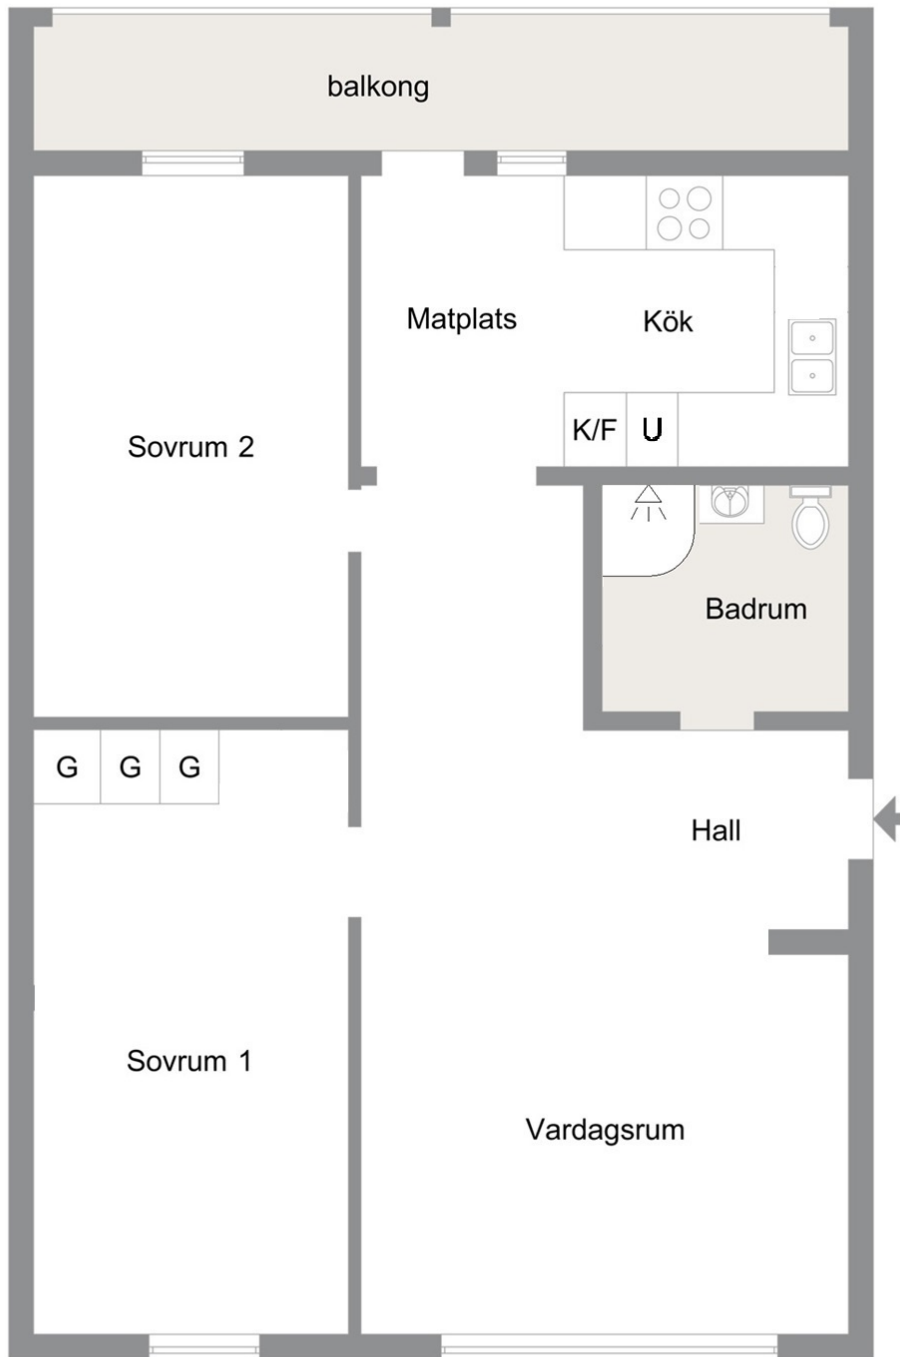 balkong
Matplats
Kök
Sovrum 2
K/F
U
Badrum
G
G
G
Hall
Sovrum 1
Vardagsrum